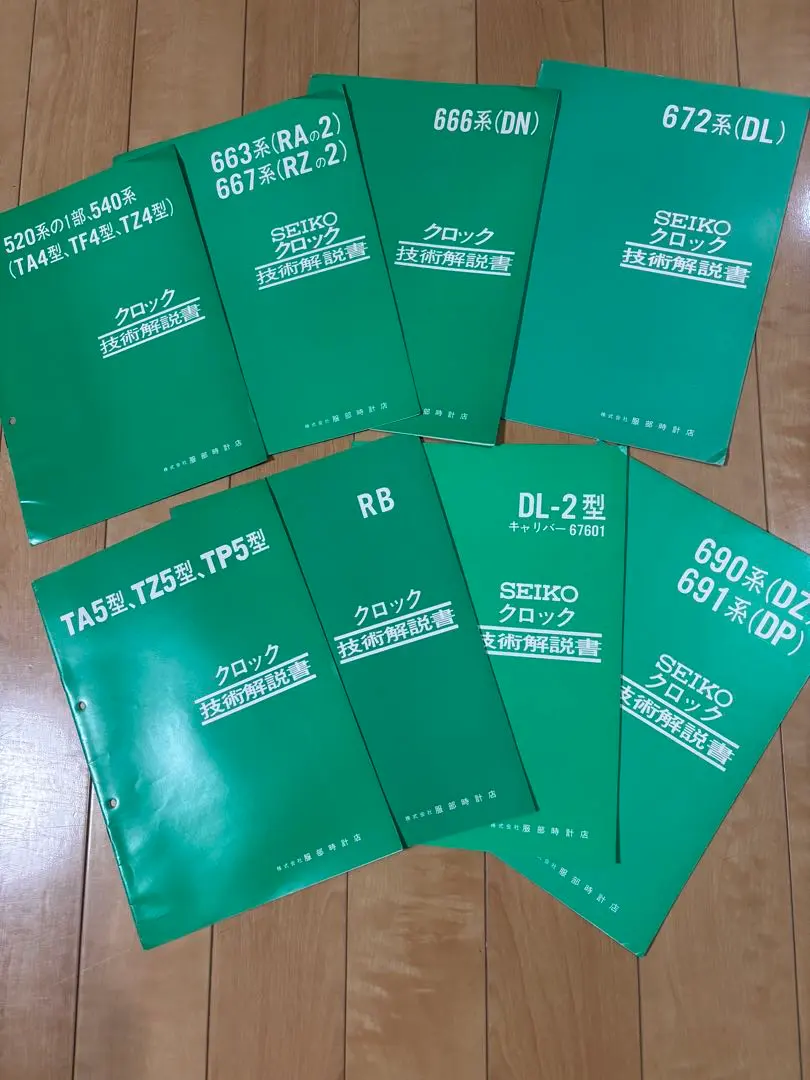 520系の1部、540系
(TA4型、TF4型、TZ4型)
クロック
技術解説書
株式会社 服部時計店
663系(RAの2)
667系(RZの2)
SEIKO
クロック
技術解説書
株式会社 服部時計店
666系(DN)
クロック
技術解説書
服部時計店
672系(DL)
SEIKO
クロック
技術解説書
株式会社 服部時計店
TA5型、TZ5型、TP5型
クロック
技術解説書
株式会社 服部時計店
RB
クロック
技術解説書
株式会社 服部時計店
DL-2型
キャリバー67601
SEIKO
クロック
技術解説書
株式会社 服部時計店
690系(DZ)
691系(DP)
SEIKO
クロック
技術解説書
会社 服部時計店